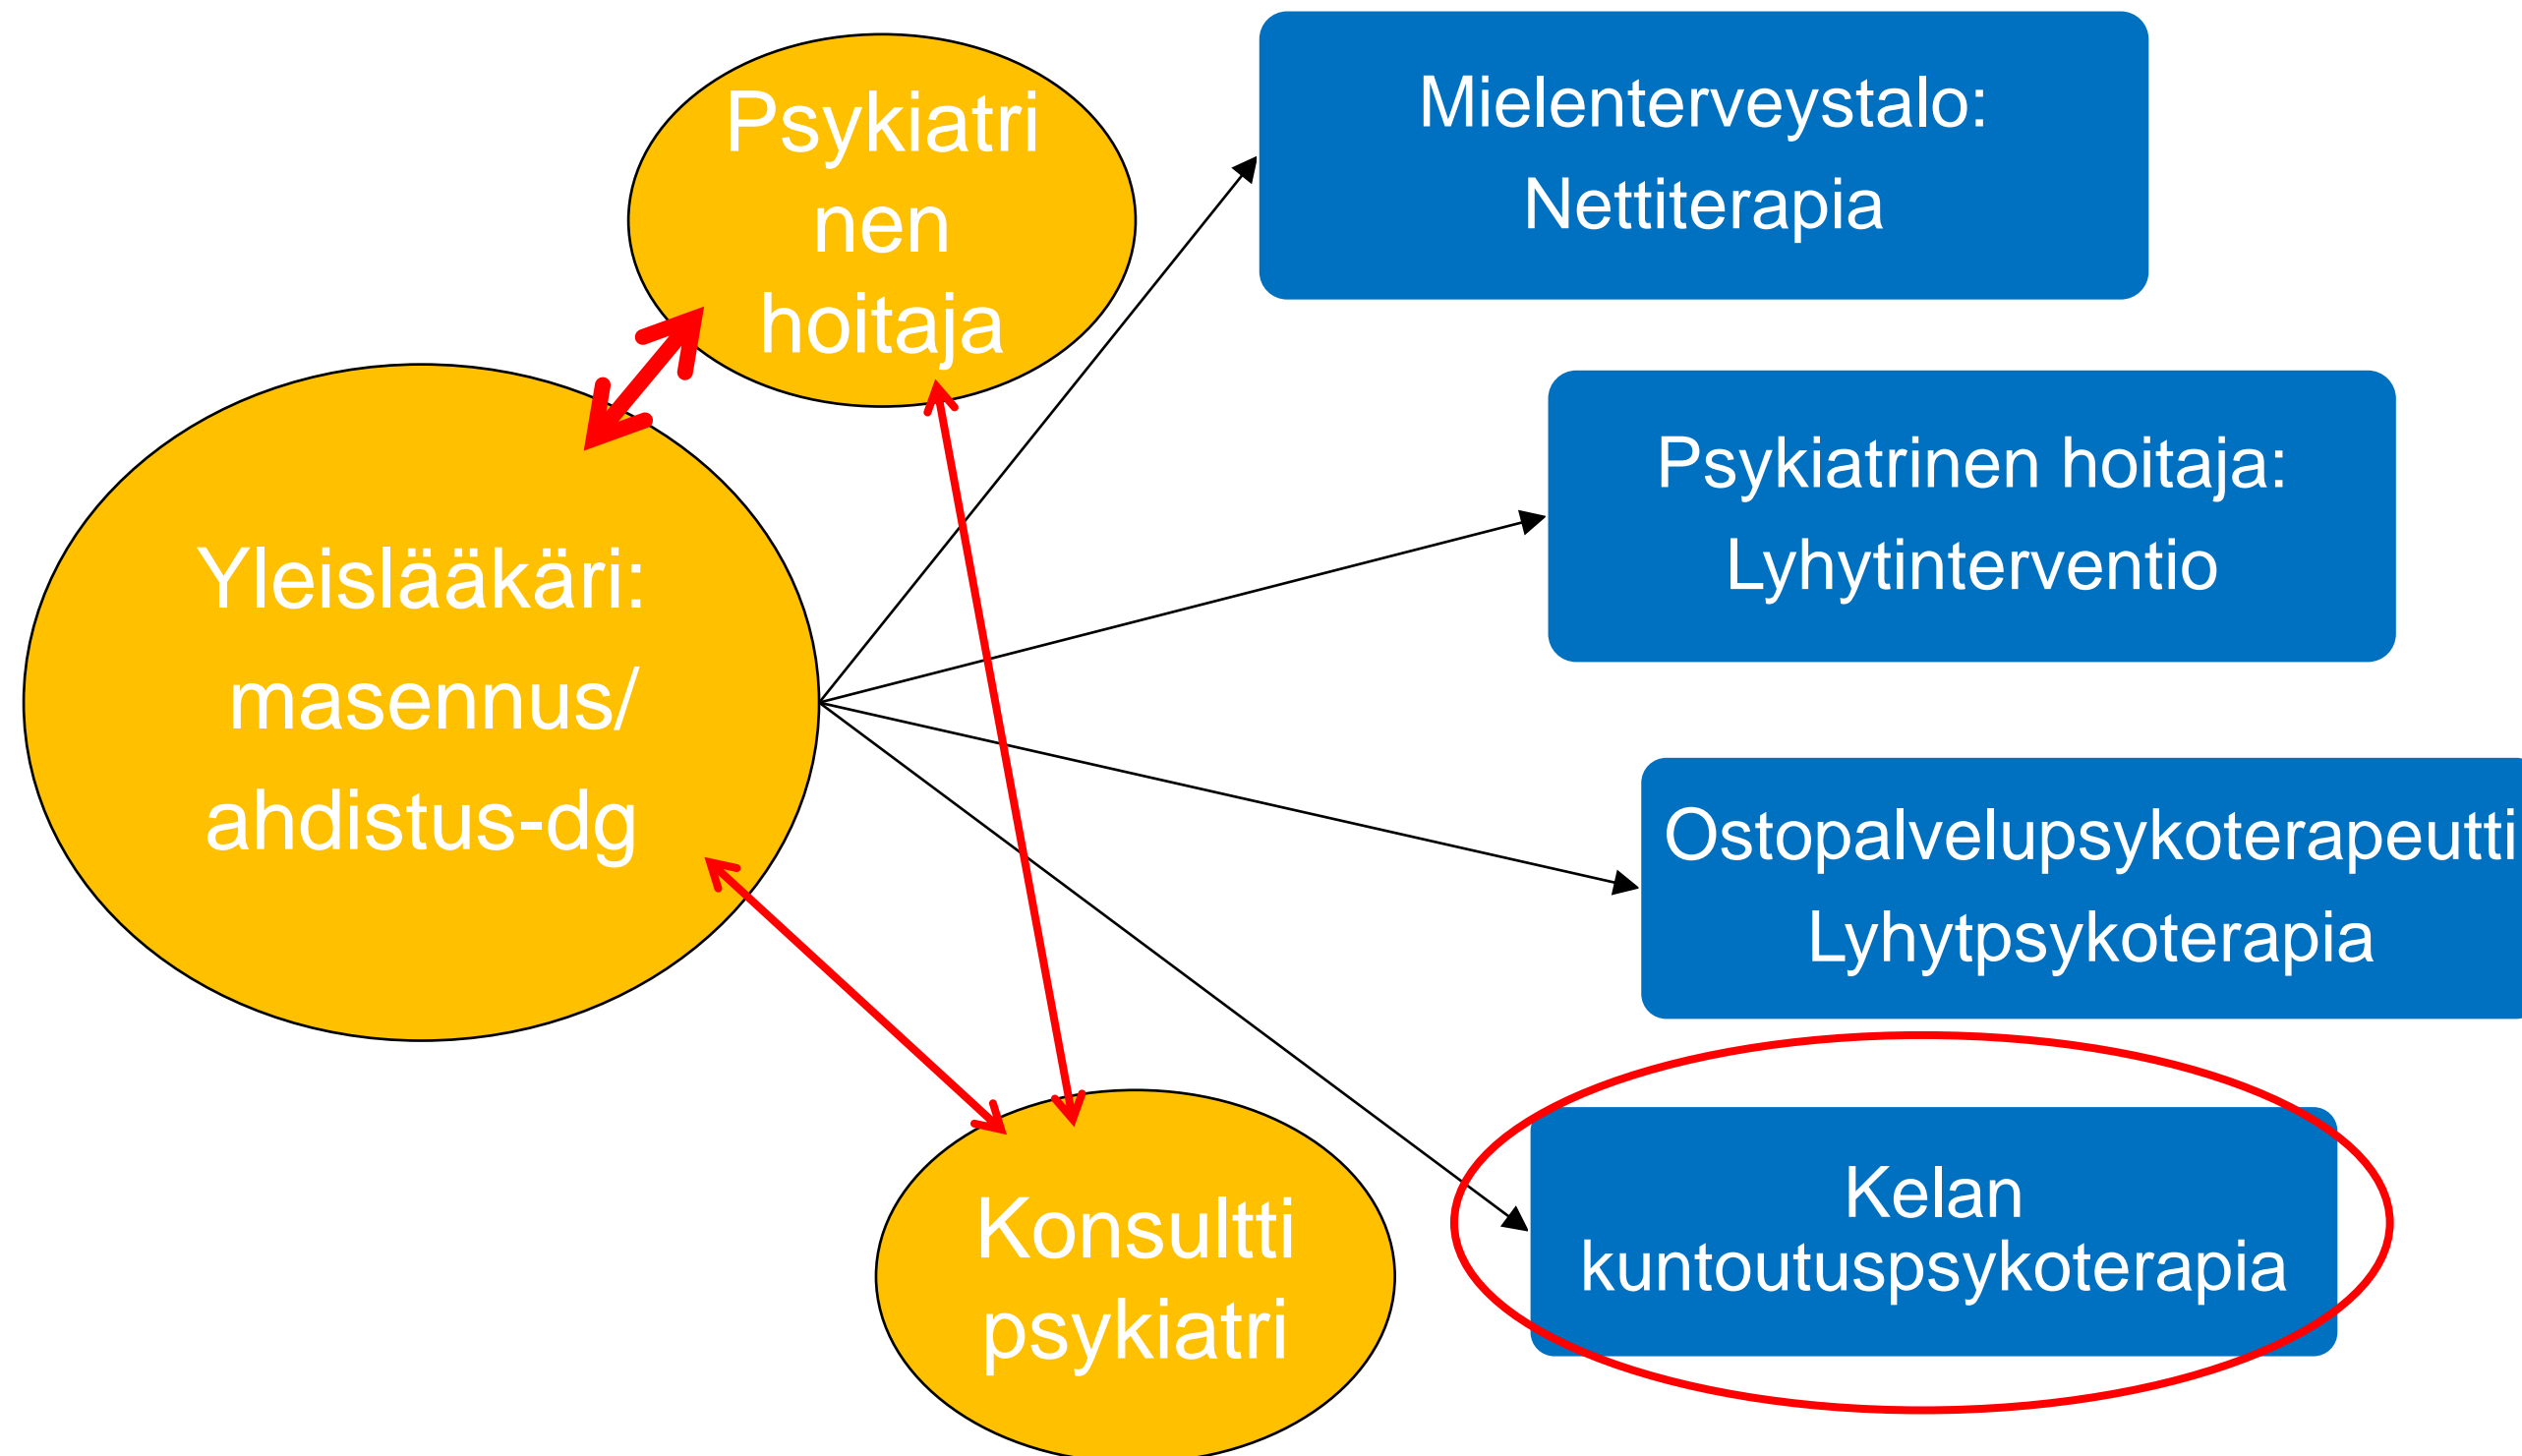 Psykiatri
nen
hoitaja
Yleislääkäri:
masennus/
ahdistus-dg
Konsultti
psykiatri
Mielenterveystalo:
Nettiterapia
Psykiatrinen hoitaja:
Lyhytinterventio
Ostopalvelupsykoterapeutti
Lyhytpsykoterapia
Kelan
kuntoutuspsykoterapia